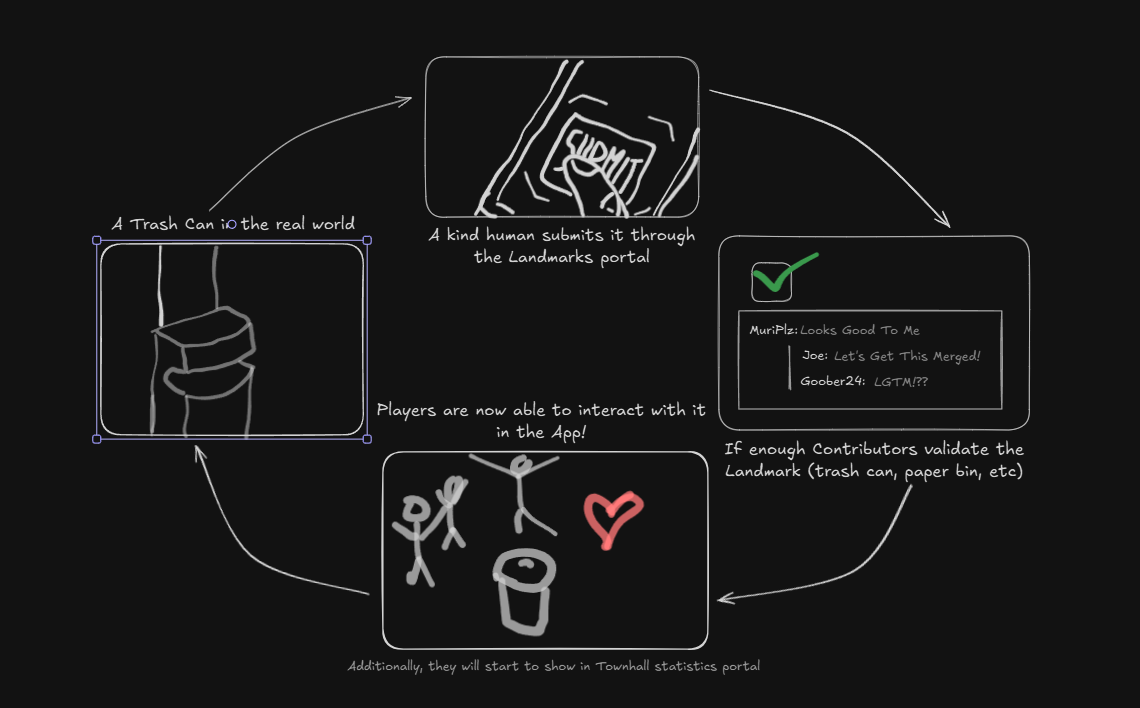 SUBMIT
A Trash Can in the real world
A kind human submits it through
the Landmarks portal
MuriPlz: Looks Good To Me
Joe: Let's Get This Merged!
Goober24: LGTM!??
If enough Contributors validate the
Landmark (trash can, paper bin, etc)
Players are now able to interact with it
in the App!
Additionally, they will start to show in Townhall statistics portal